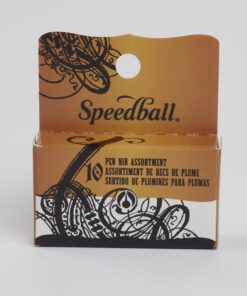 Speedball®
10 PEN NIB ASSORTMENT
ASSORTIMENT DE BECS DE PLUME
SURTIDO DE PLUMINES PARA PLUMAS